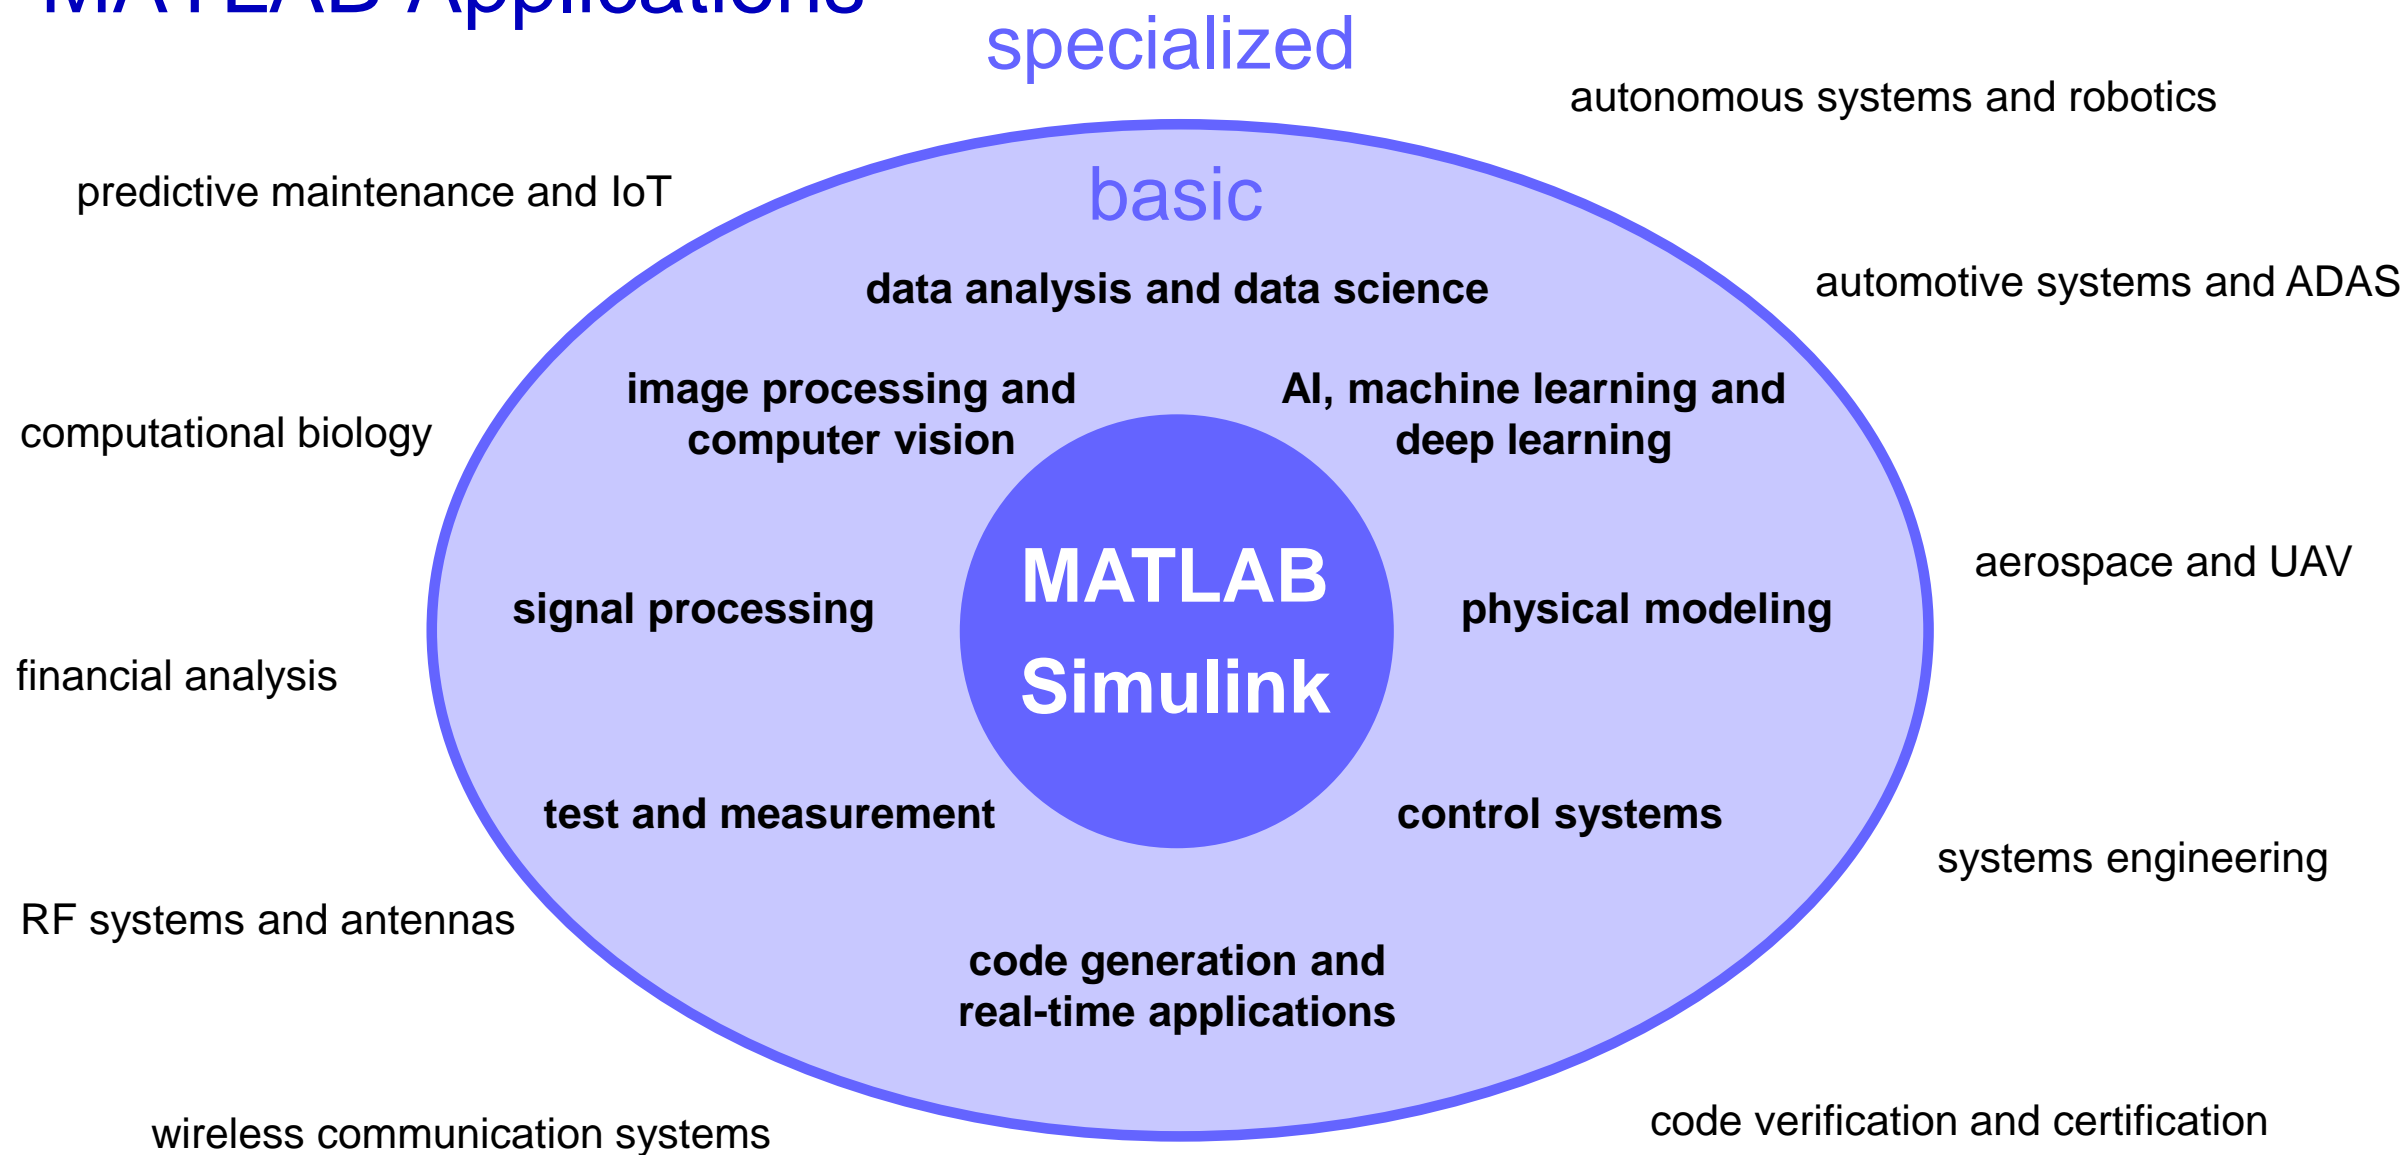 MATLAB Applications
specialized
autonomous systems and robotics
predictive maintenance and IoT
basic
data analysis and data science
automotive systems and ADAS
image processing and
computer vision
AI, machine learning and
deep learning
computational biology
MATLAB
Simulink
aerospace and UAV
signal processing
physical modeling
financial analysis
test and measurement
control systems
systems engineering
RF systems and antennas
code generation and
real-time applications
wireless communication systems
code verification and certification